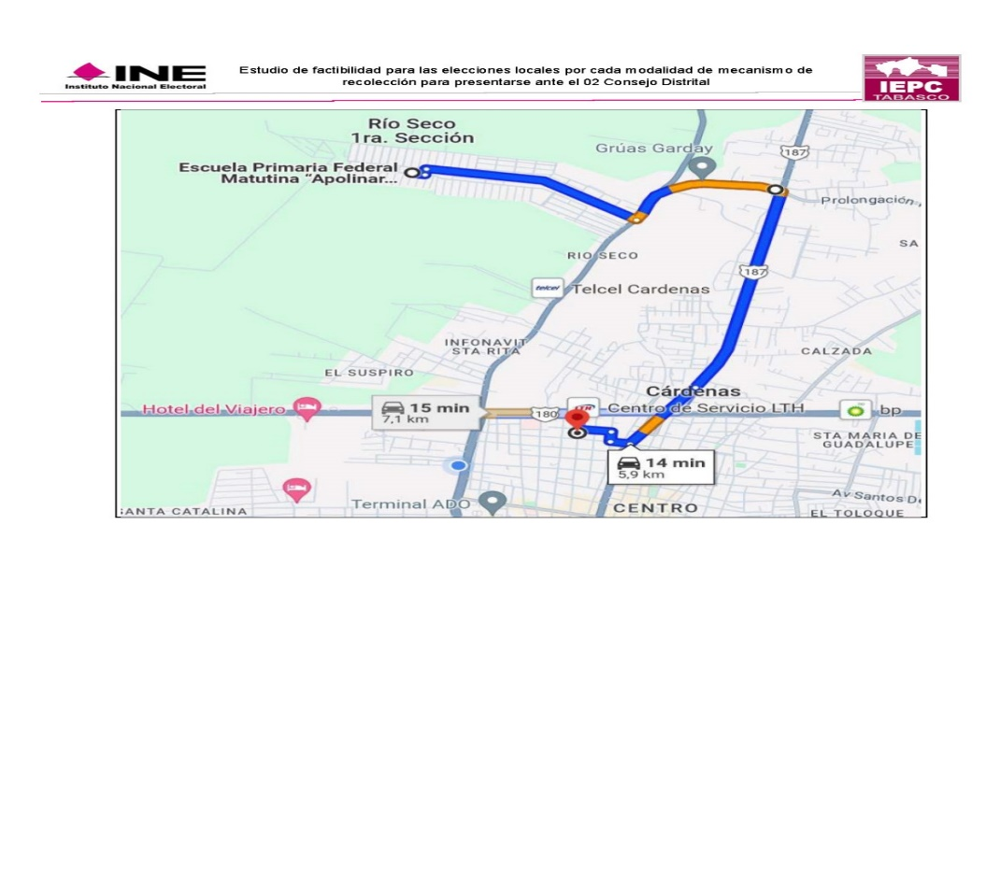 INE
Instituto Nacional Electoral
Estudio de factibilidad para las elecciones locales por cada modalidad de mecanismo de
recolección para presentarse ante el 02 Consejo Distrital
IEPC
TABASCO
Río Seco
1ra. Sección
Grúas Garday
187
Escuela Primaria Federal
Matutina "Apolinar...
Prolongación
SA
RIO SECO
187
telcel
Telcel Cardenas
INFONAVIT
STA RITA
CALZADA
EL SUSPIRO
Cárdenas
Hotel del Viajero
15 min
7,1 km
180
Centro de Servicio LTH
bp
STA MARIA DE
GUADALUPE
14 min
5,9 km
Av Santos D
Terminal ADO
CENTRO
SANTA CATALINA
EL TOLOQUE